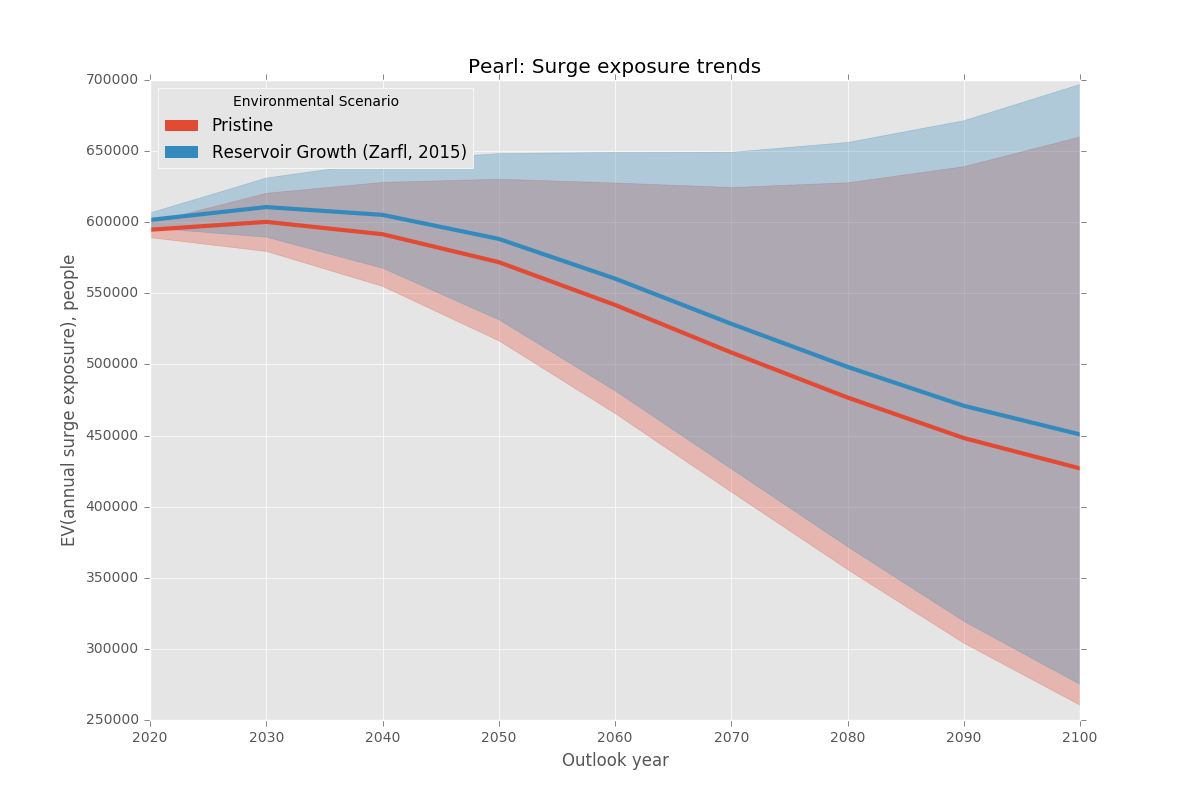 Pearl: Surge exposure trends
Environmental Scenario
Pristine
Reservoir Growth (Zarfl, 2015)
EV(annual surge exposure), people
700000
650000
600000
550000
500000
450000
400000
350000
300000
250000
2020 2030 2040 2050 2060 2070 2080 2090 2100
Outlook year